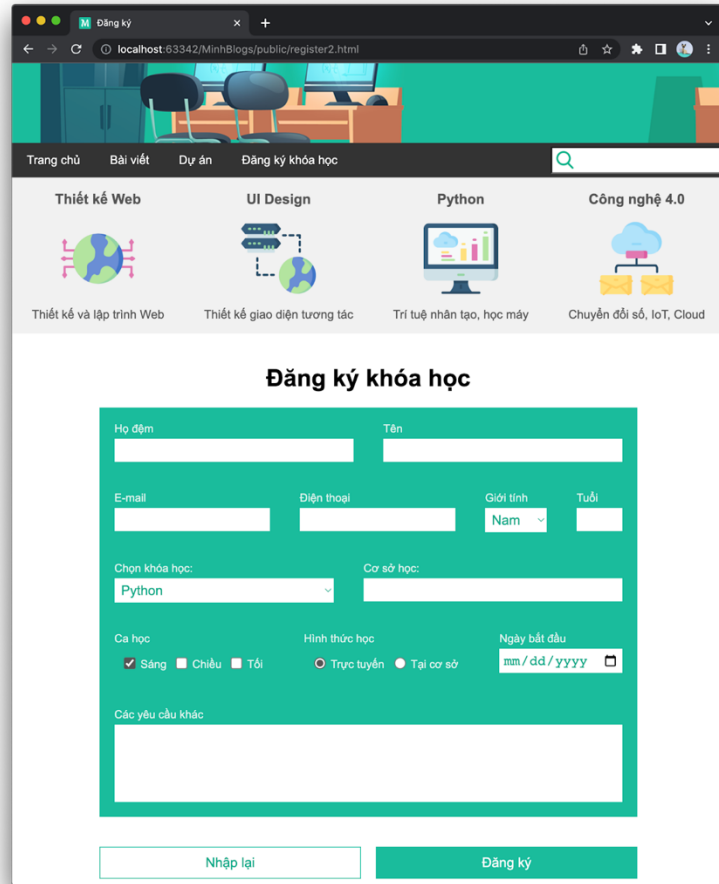 M Đăng ký
localhost:63342/MinhBlogs/public/register2.html
Trang chủ Bài viết Dự án Đăng ký khóa học
Thiết kế Web UI Design Python Công nghệ 4.0
Thiết kế và lập trình Web Thiết kế giao diện tương tác Trí tuệ nhân tạo, học máy Chuyển đổi số, IoT, Cloud
Đăng ký khóa học
Họ đệm Tên
E-mail Điện thoại Giới tính Tuổi
Nam
Chọn khóa học: Cơ sở học:
Python
Ca học Hình thức học Ngày bắt đầu
Sáng Chiều Tối Trực tuyến Tại cơ sở mm/dd/yyyy
Các yêu cầu khác
Nhập lại Đăng ký